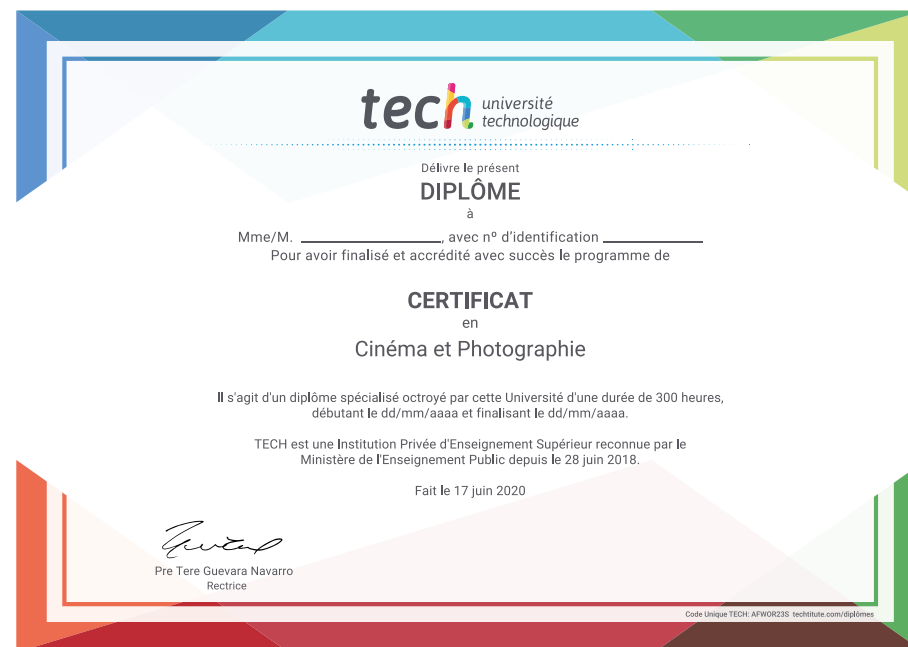 tech université
technologique
Délivre le présent
DIPLÔME
à
Mme/M. ____________________, avec nº d'identification ______________
Pour avoir finalisé et accrédité avec succès le programme de
CERTIFICAT
en
Cinéma et Photographie
Il s'agit d'un diplôme spécialisé octroyé par cette Université d'une durée de 300 heures,
débutant le dd/mm/aaaa et finalisant le dd/mm/aaaa.
TECH est une Institution Privée d'Enseignement Supérieur reconnue par le
Ministère de l'Enseignement Public depuis le 28 juin 2018.
Fait le 17 juin 2020
Pre Tere Guevara Navarro
Rectrice
Code Unique TECH: AFWOR23S techtitute.com/diplômes